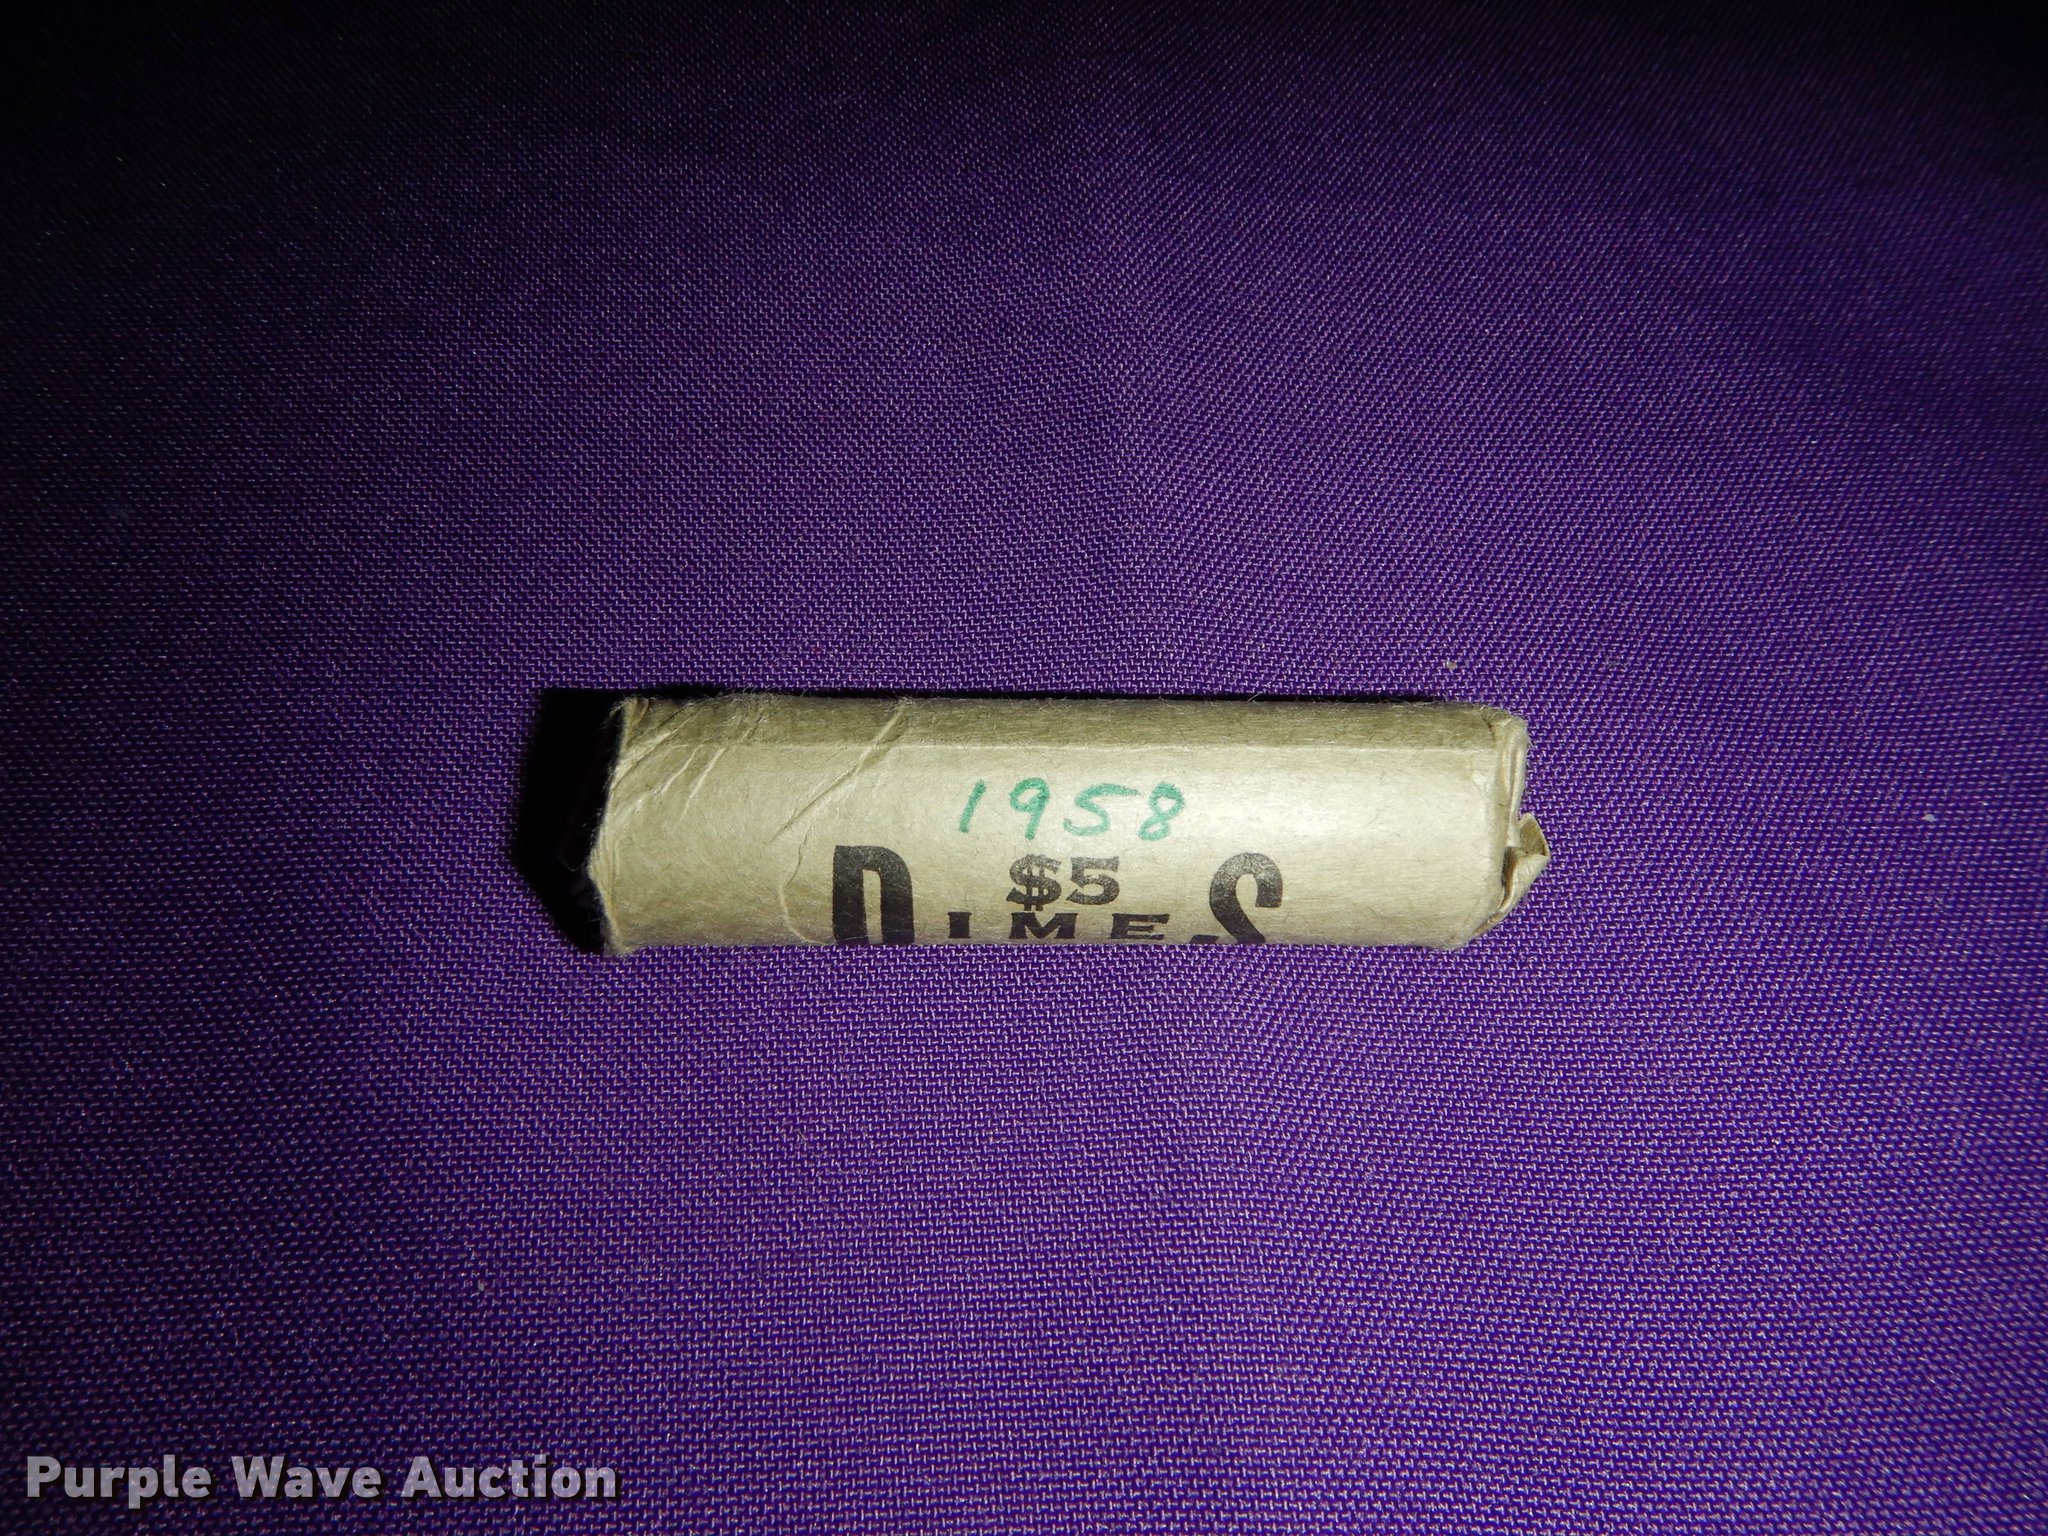 1958
$5
DIMES
Purple Wave Auction